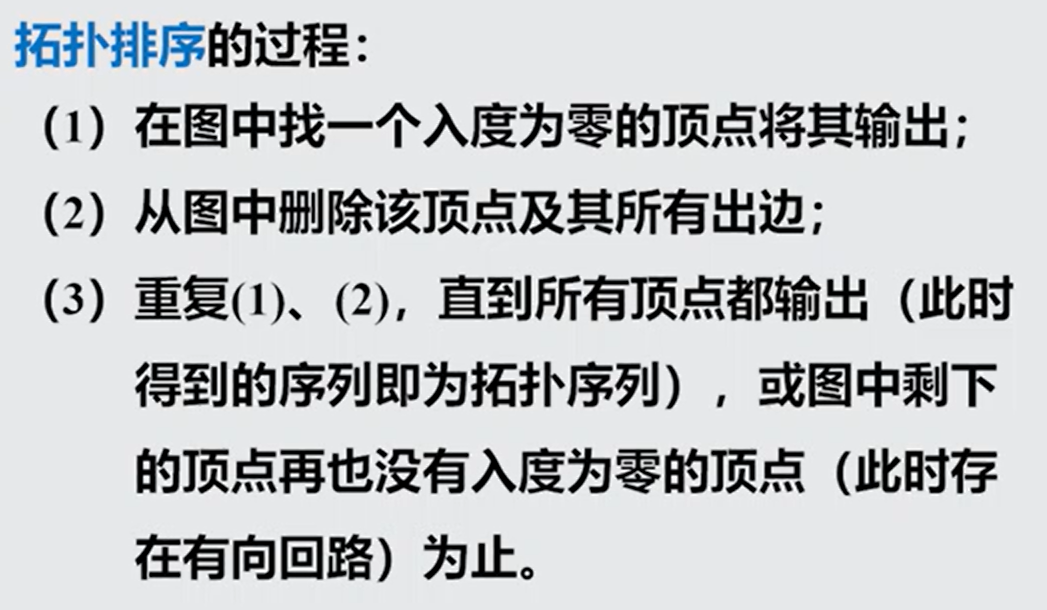 拓扑排序的过程：
（1）在图中找一个入度为零的顶点将其输出；
（2）从图中删除该顶点及其所有出边；
（3）重复(1)、(2)，直到所有顶点都输出（此时
得到的序列即为拓扑序列），或图中剩下
的顶点再也没有入度为零的顶点（此时存
在有向回路）为止。